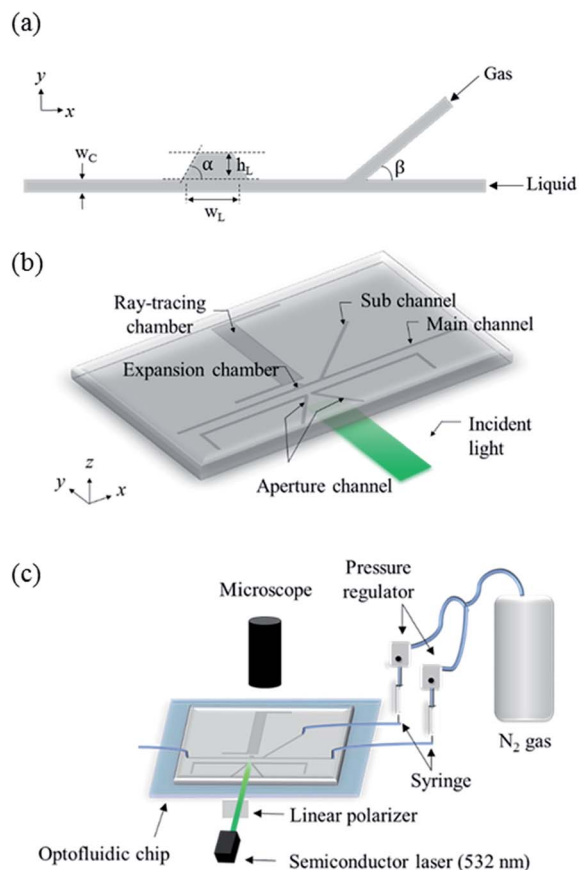 (a)
y
x
Gas
w_C
α
h_L
β
Liquid
w_L
(b)
Ray-tracing
chamber
Sub channel
Main channel
Expansion chamber
Incident
light
Aperture channel
z
y
x
(c)
Pressure
regulator
Microscope
N₂ gas
Syringe
Linear polarizer
Optofluidic chip
Semiconductor laser (532 nm)